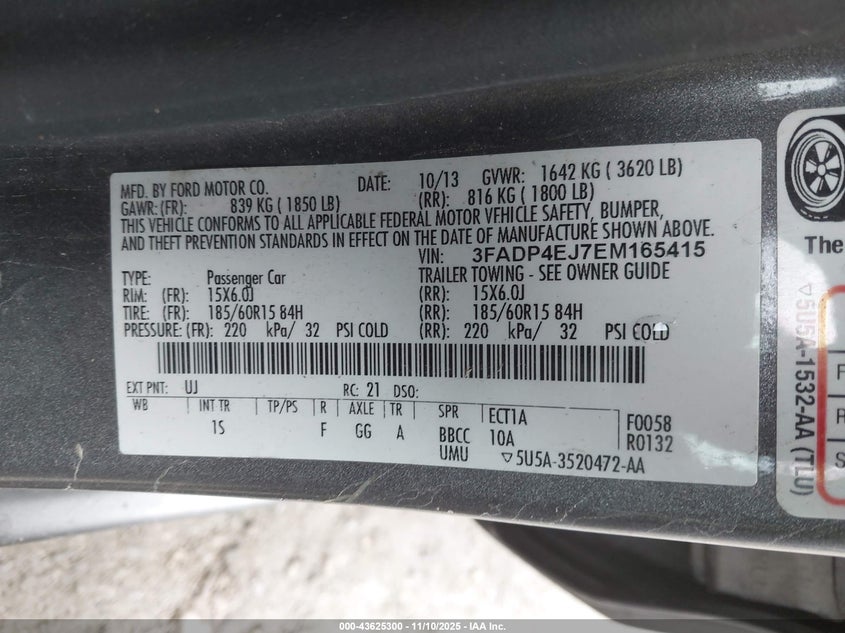 MFD. BY FORD MOTOR CO. DATE: 10/13 GVWR: 1642 KG ( 3620 LB)
GAWR: (FR): 839 KG ( 1850 LB) (RR): 816 KG ( 1800 LB)
THIS VEHICLE CONFORMS TO ALL APPLICABLE FEDERAL MOTOR VEHICLE SAFETY, BUMPER,
AND THEFT PREVENTION STANDARDS IN EFFECT ON THE DATE OF MANUFACTURE SHOWN ABOVE.
VIN: 3FADP4EJ7EM165415
TYPE: Passenger Car TRAILER TOWING - SEE OWNER GUIDE
RIM: (FR): 15X6.0J (RR): 15X6.0J
TIRE: (FR): 185/60R15 84H (RR): 185/60R15 84H
PRESSURE: (FR): 220 kPa/ 32 PSI COLD (RR): 220 kPa/ 32 PSI COLD
EXT PNT: UJ RC: 21 DSO:
WB INT TR TP/PS R AXLE TR SPR ECT1A F0058
1S F GG A BBCC 10A R0132
UMU ▽5U5A-3520472-AA
The
▽5U5A-1532-AA (TLU)
F
R
S
000-43625300 - 11/10/2025 - IAA Inc.